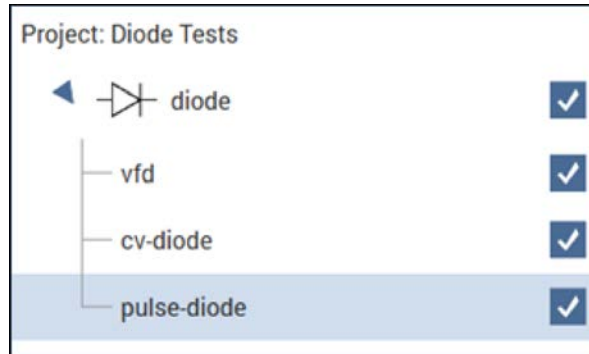 Project: Diode Tests
diode
vfd
cv-diode
pulse-diode